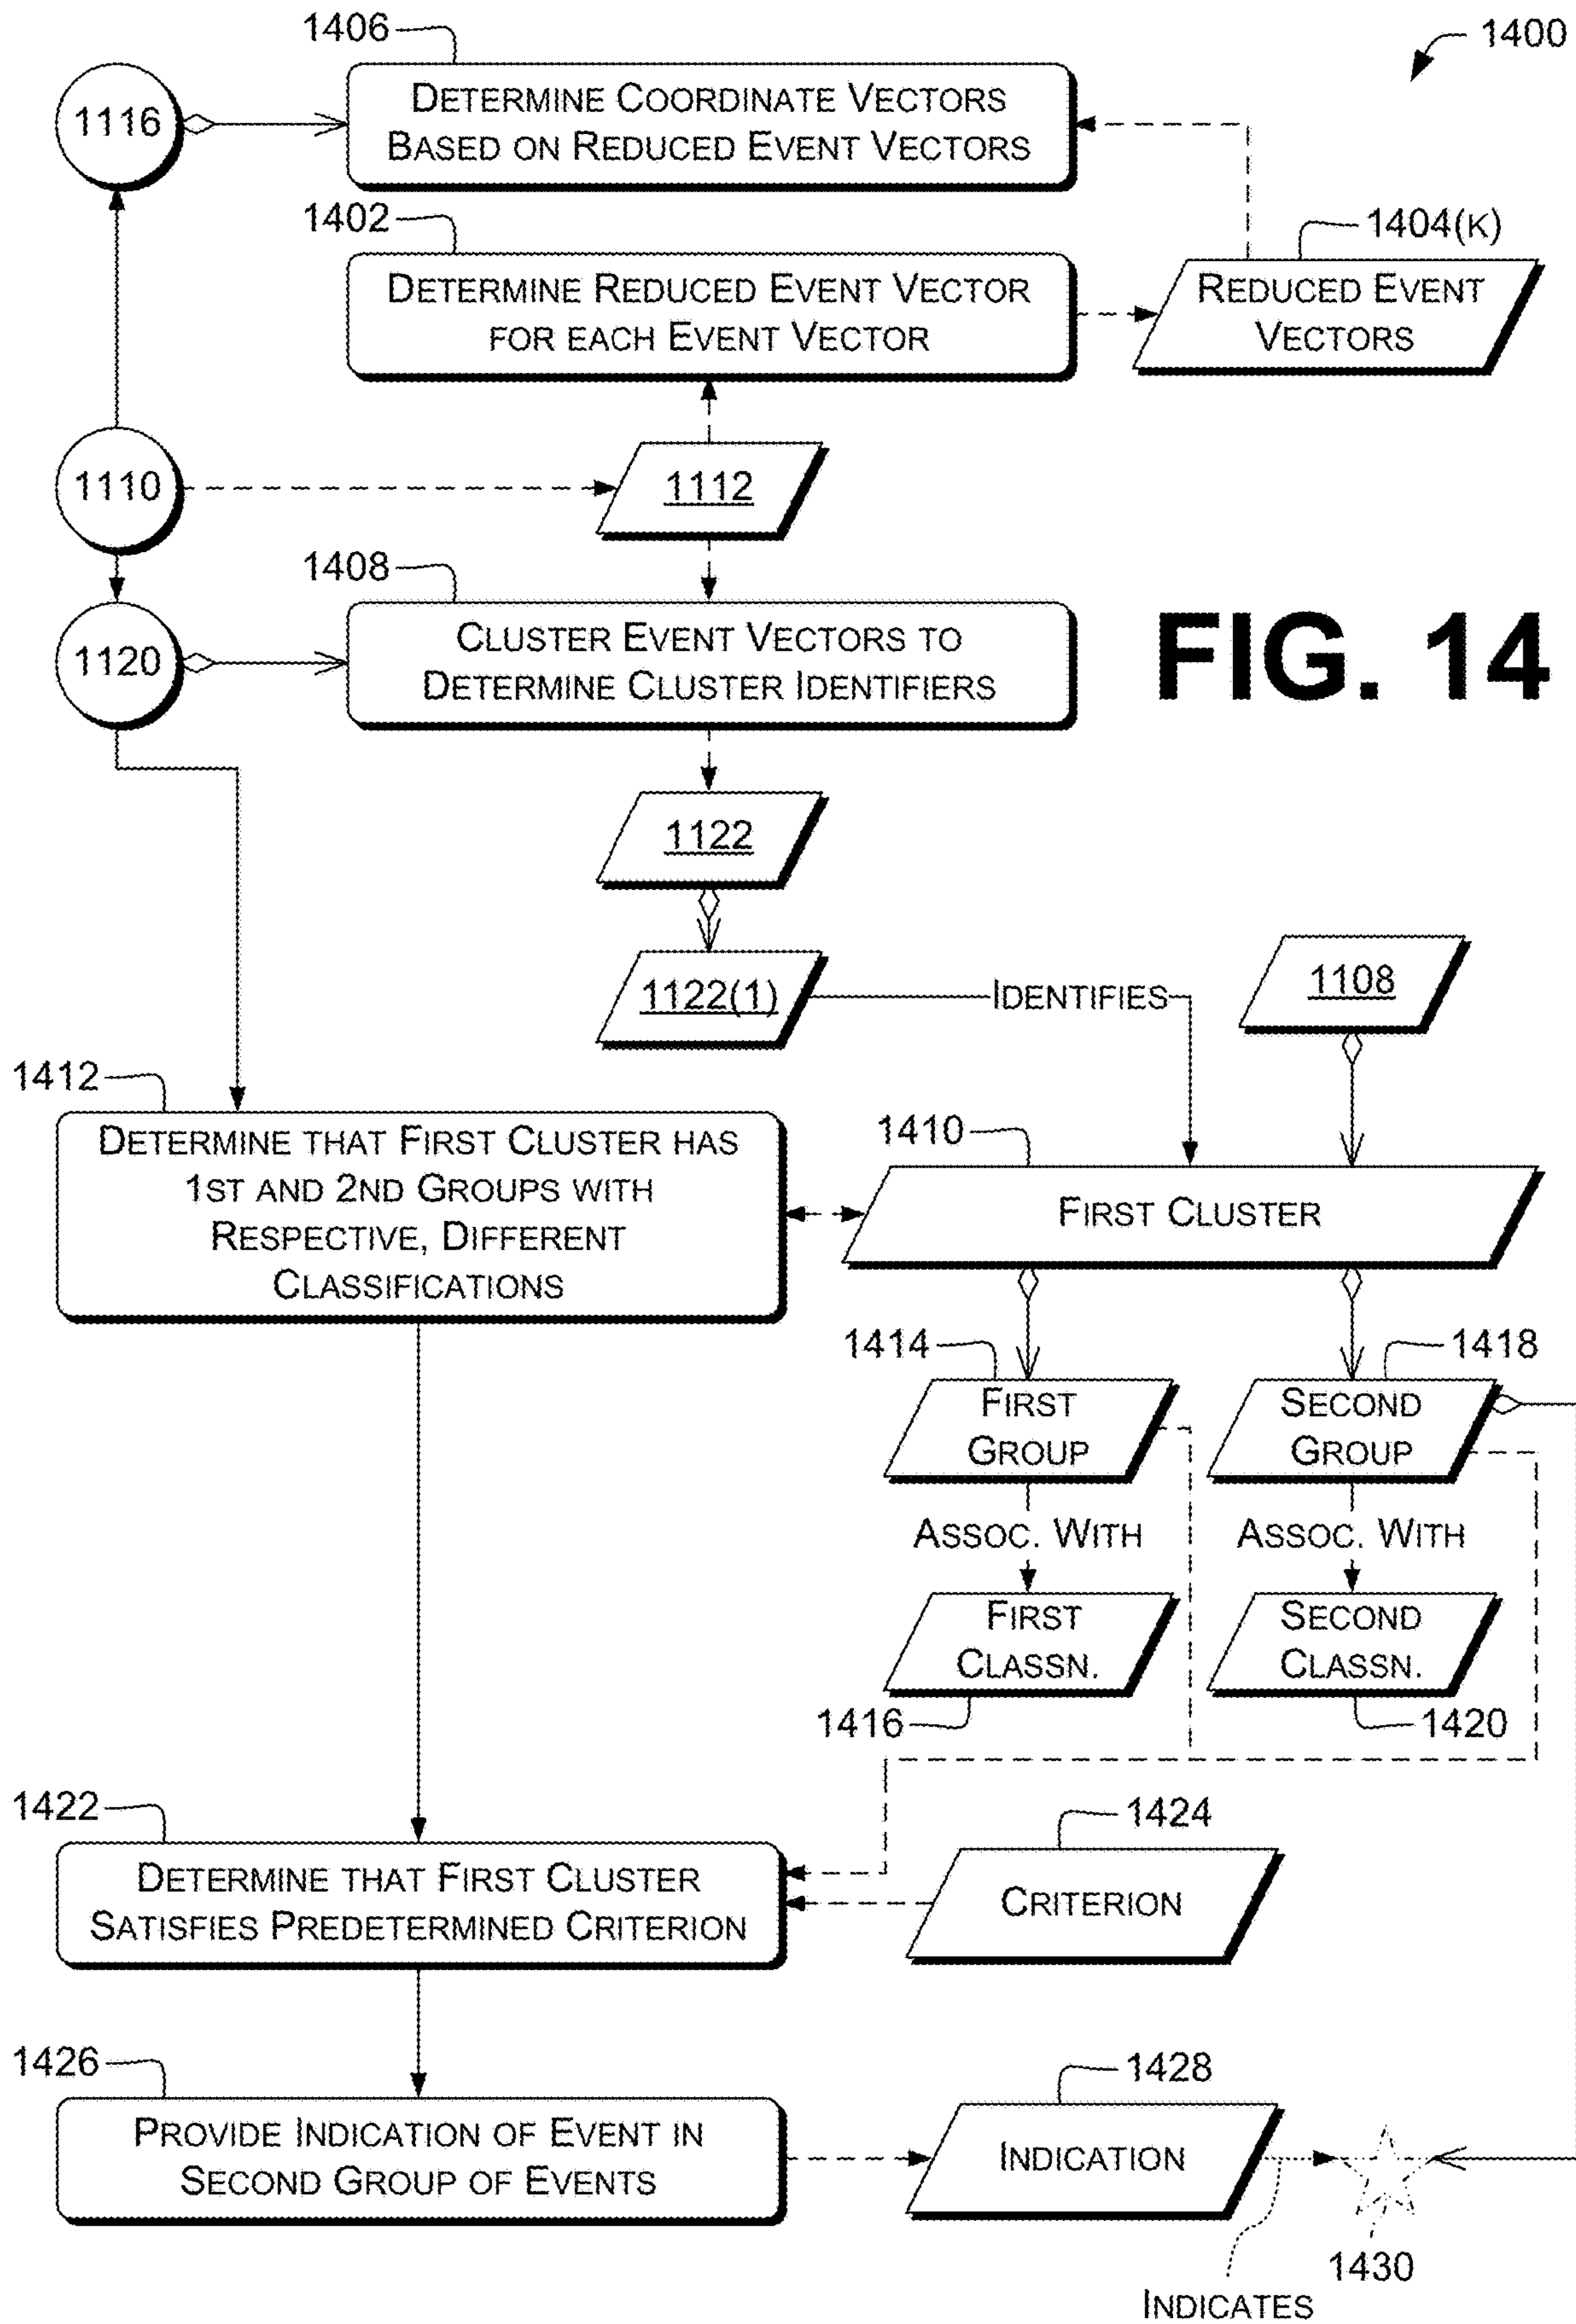 1406
1400
1116
DETERMINE COORDINATE VECTORS
BASED ON REDUCED EVENT VECTORS
1402
1404(K)
DETERMINE REDUCED EVENT VECTOR
FOR EACH EVENT VECTOR
REDUCED EVENT
VECTORS
1110
1112
1408
1120
CLUSTER EVENT VECTORS TO
DETERMINE CLUSTER IDENTIFIERS
FIG. 14
1122
1122(1)
IDENTIFIES
1108
1412
DETERMINE THAT FIRST CLUSTER HAS
1ST AND 2ND GROUPS WITH
RESPECTIVE, DIFFERENT
CLASSIFICATIONS
1410
FIRST CLUSTER
1414
1418
FIRST
GROUP
SECOND
GROUP
ASSOC. WITH
ASSOC. WITH
FIRST
CLASSN.
SECOND
CLASSN.
1416
1420
1422
1424
DETERMINE THAT FIRST CLUSTER
SATISFIES PREDETERMINED CRITERION
CRITERION
1426
1428
PROVIDE INDICATION OF EVENT IN
SECOND GROUP OF EVENTS
INDICATION
1430
INDICATES